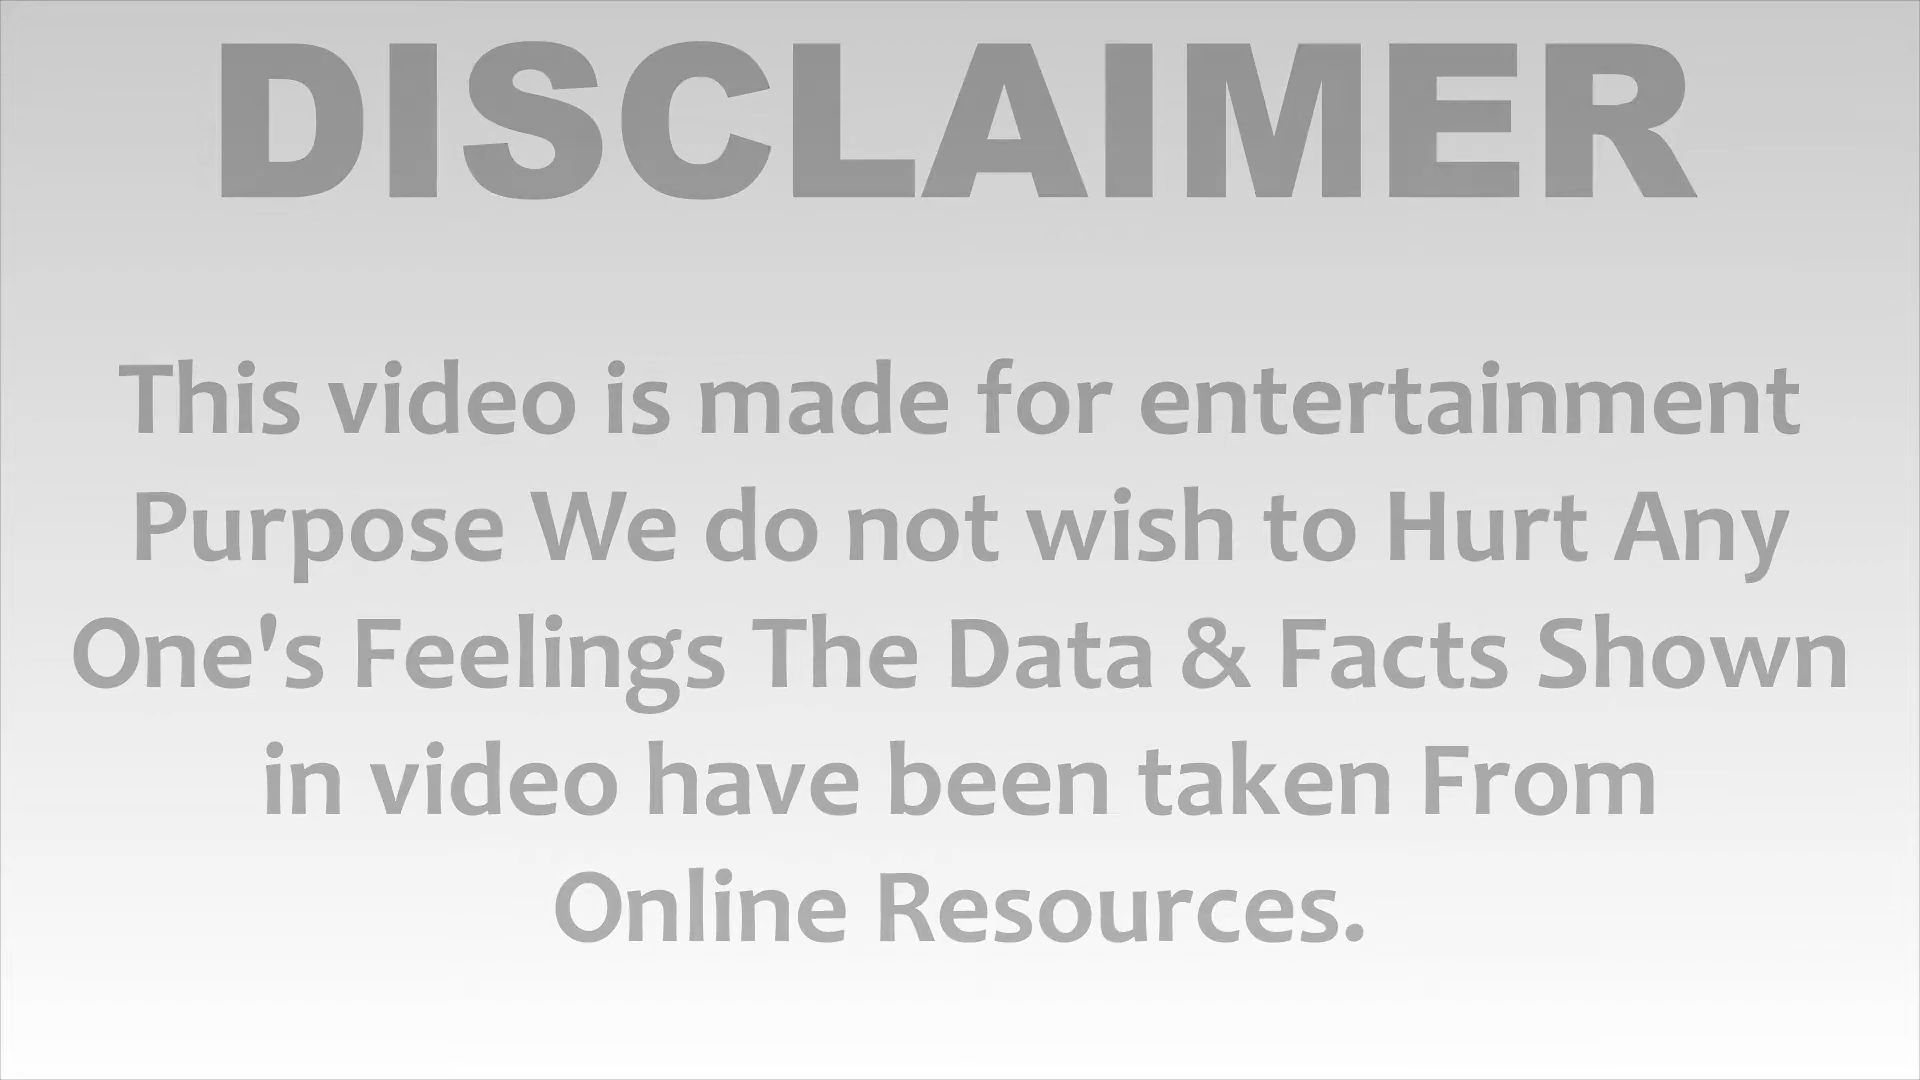 DISCLAIMER
This video is made for entertainment
Purpose We do not wish to Hurt Any
One's Feelings The Data & Facts Shown
in video have been taken From
Online Resources.